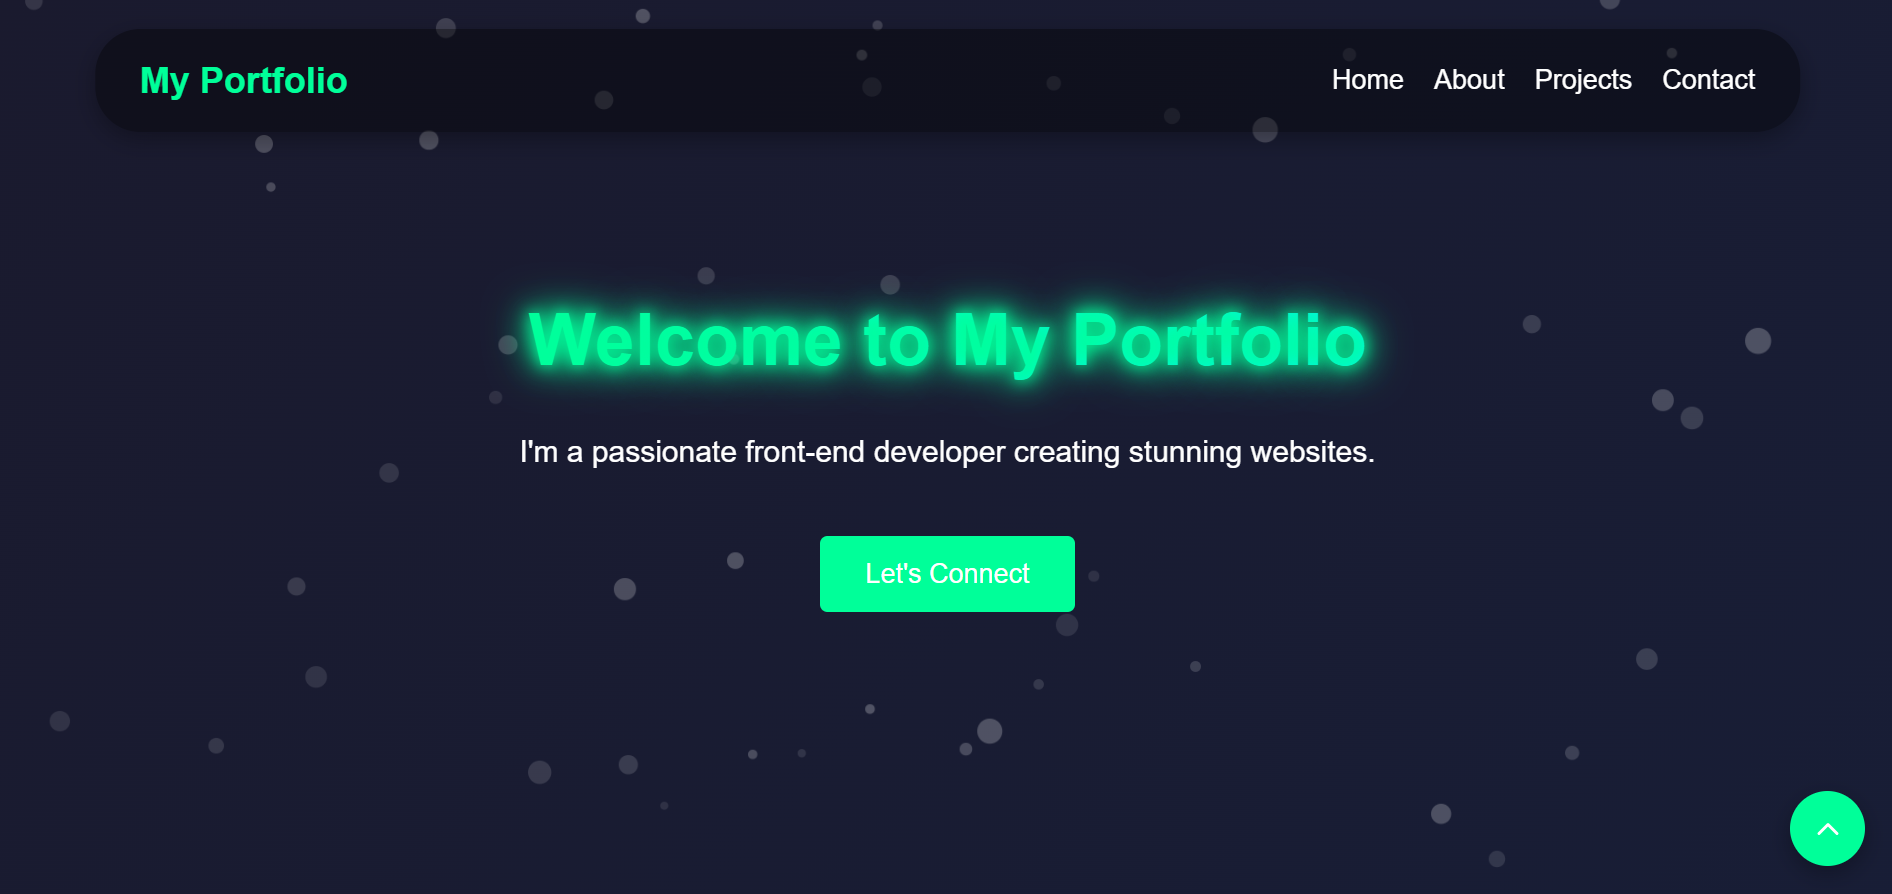 My Portfolio
Home About Projects Contact
Welcome to My Portfolio
I'm a passionate front-end developer creating stunning websites.
Let's Connect